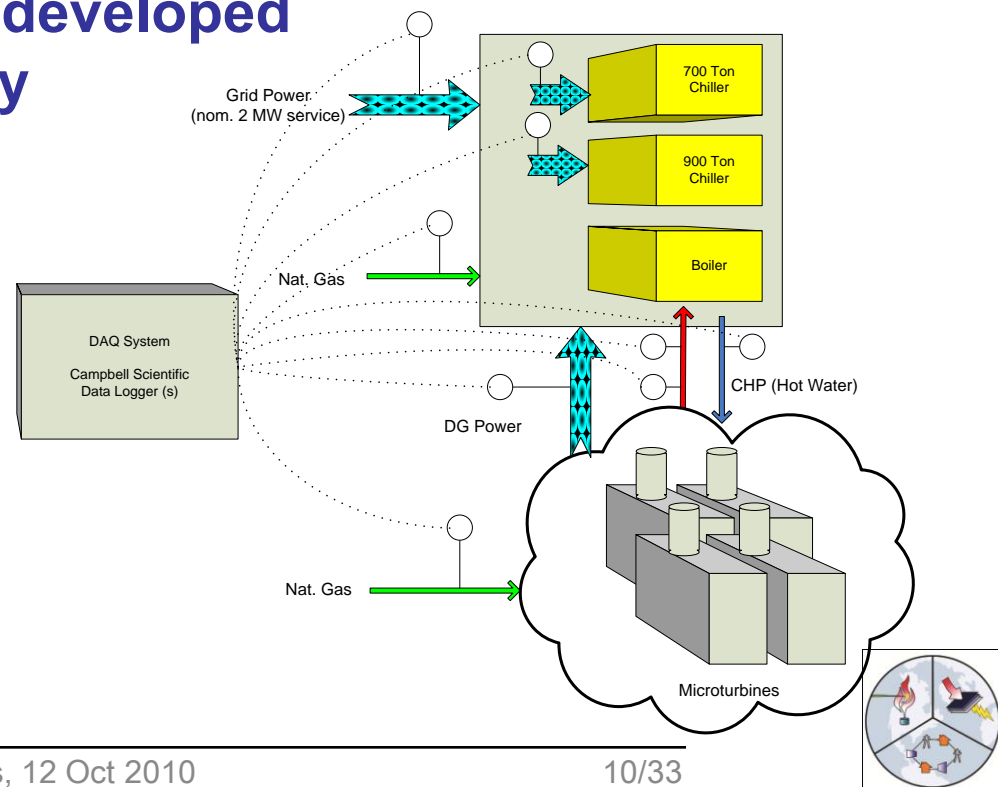 developed
y
Grid Power
(nom. 2 MW service)
700 Ton
Chiller
900 Ton
Chiller
Nat. Gas
Boiler
DAQ System
Campbell Scientific
Data Logger (s)
CHP (Hot Water)
DG Power
Nat. Gas
Microturbines
s, 12 Oct 2010
10/33